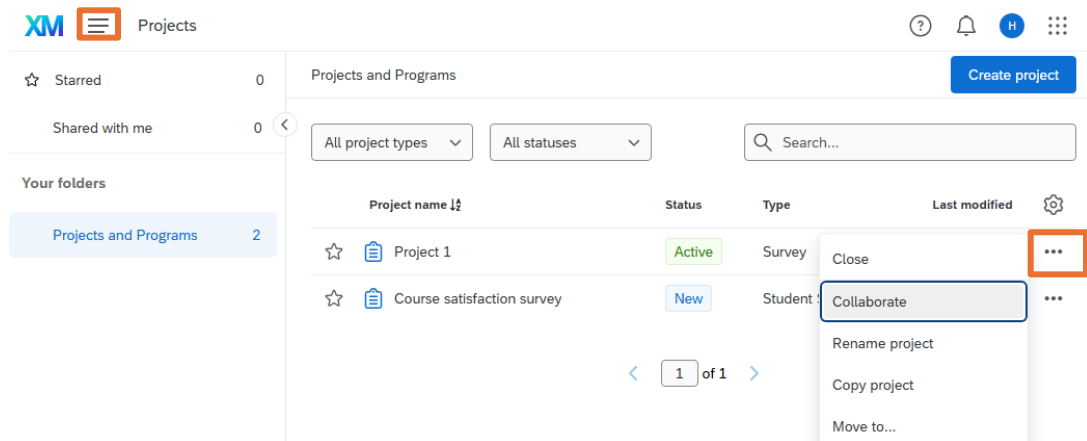 XM Projects ? H
Starred 0
Shared with me 0
Your folders
Projects and Programs 2
Projects and Programs Create project
All project types All statuses Search...
Project name Status Type Last modified
Project 1 Active Survey
Course satisfaction survey New Student
Close
Collaborate
Rename project
Copy project
Move to...
1 of 1